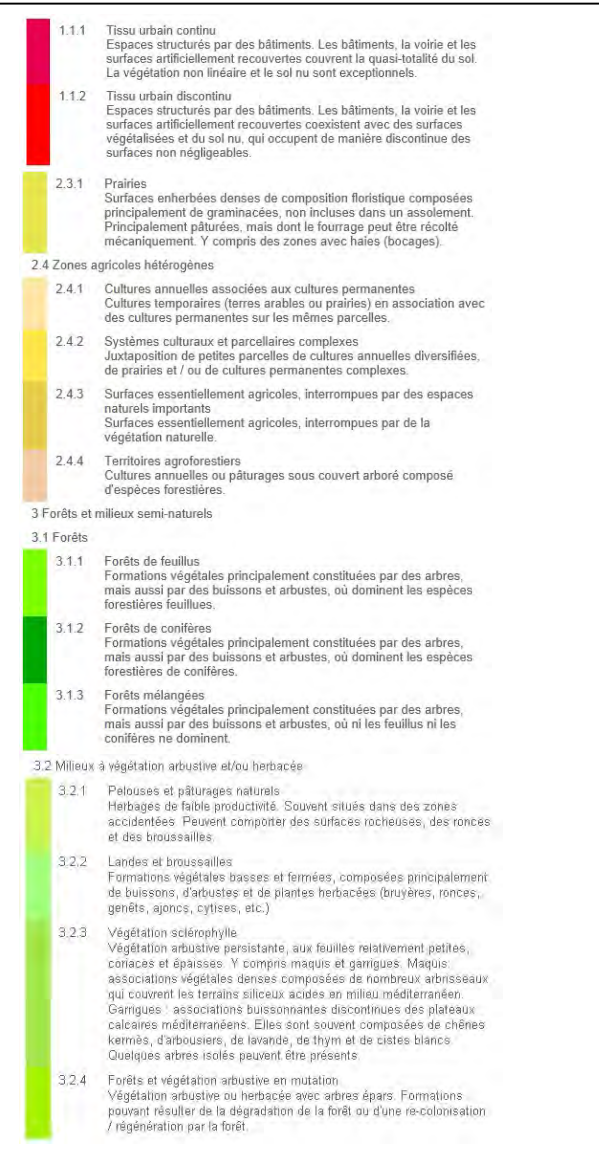 1.1.1 Tissu urbain continu
Espaces structurés par des bâtiments. Les bâtiments, la voirie et les
surfaces artificiellement recouvertes couvrent la quasi-totalité du sol.
La végétation non linéaire et le sol nu sont exceptionnels.
1.1.2 Tissu urbain discontinu
Espaces structurés par des bâtiments. Les bâtiments, la voirie et les
surfaces artificiellement recouvertes coexistent avec des surfaces
végétalisées et du sol nu, qui occupent de manière discontinue des
surfaces non négligeables.
2.3.1 Prairies
Surfaces enherbées denses de composition floristique composées
principalement de graminacées, non incluses dans un assolement.
Principalement pâturées, mais dont le fourrage peut être récolté
mécaniquement. Y compris des zones avec haies (bocages).
2.4 Zones agricoles hétérogènes
2.4.1 Cultures annuelles associées aux cultures permanentes
Cultures temporaires (terres arables ou prairies) en association avec
des cultures permanentes sur les mêmes parcelles.
2.4.2 Systèmes culturaux et parcellaires complexes
Juxtaposition de petites parcelles de cultures annuelles diversifiées,
de prairies et / ou de cultures permanentes complexes.
2.4.3 Surfaces essentiellement agricoles, interrompues par des espaces
naturels importants
Surfaces essentiellement agricoles, interrompues par de la
végétation naturelle.
2.4.4 Territoires agroforestiers
Cultures annuelles ou pâturages sous couvert arboré composé
d'espèces forestières.
3 Forêts et milieux semi-naturels
3.1 Forêts
3.1.1 Forêts de feuillus
Formations végétales principalement constituées par des arbres,
mais aussi par des buissons et arbustes, où dominent les espèces
forestières feuillues.
3.1.2 Forêts de conifères
Formations végétales principalement constituées par des arbres,
mais aussi par des buissons et arbustes, où dominent les espèces
forestières de conifères.
3.1.3 Forêts mélangées
Formations végétales principalement constituées par des arbres,
mais aussi par des buissons et arbustes, où ni les feuillus ni les
conifères ne dominent.
3.2 Milieux à végétation arbustive et/ou herbacée
3.2.1 Pelouses et pâturages naturels
Herbages de faible productivité. Souvent situés dans des zones
accidentées. Peuvent comporter des surfaces rocheuses, des ronces
et des broussailles.
3.2.2 Landes et broussailles
Formations végétales basses et fermées, composées principalement
de buissons, d'arbustes et de plantes herbacées (bruyères, ronces,
genêts, ajoncs, cytises, etc.)
3.2.3 Végétation sclérophylle
Végétation arbustive persistante, aux feuilles relativement petites,
coriaces et épaisses. Y compris maquis et garrigues. Maquis:
associations végétales denses composées de nombreux arbrisseaux
qui couvrent les terrains siliceux acides en milieu méditerranéen.
Garrigues : associations buissonnantes discontinues des plateaux
calcaires méditerranéens. Elles sont souvent composées de chênes
kermès, d'arbousiers, de lavande, de thym et de cistes blancs.
Quelques arbres isolés peuvent être présents.
3.2.4 Forêts et végétation arbustive en mutation
Végétation arbustive ou herbacée avec arbres épars. Formations
pouvant résulter de la dégradation de la forêt ou d'une re-colonisation
/ régénération par la forêt.